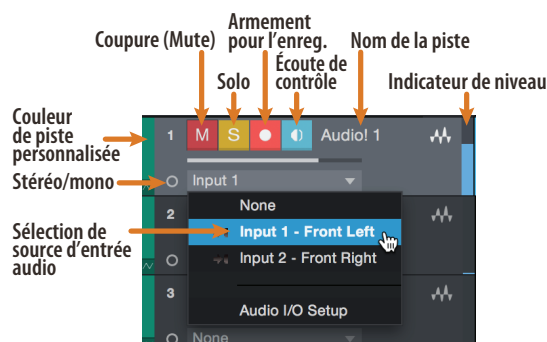 Coupure (Mute)
Armement
pour l'enreg.
Nom de la piste
Solo
Écoute de
contrôle
Indicateur de niveau
Couleur
de piste
personnalisée
1 M S Audio! 1
Stéréo/mono
Input 1
None
2
Sélection de
source d'entrée
audio
Input 1 - Front Left
Input 2 - Front Right
3
Audio I/O Setup
None